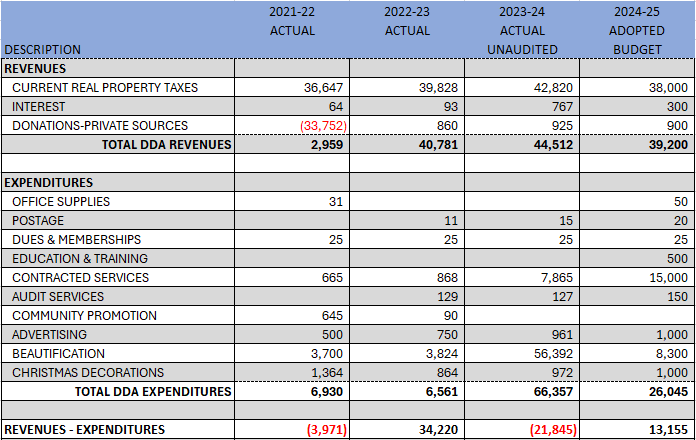 2021-22 2022-23 2023-24 2024-25
ACTUAL ACTUAL ACTUAL ADOPTED
DESCRIPTION UNAUDITED BUDGET
REVENUES
CURRENT REAL PROPERTY TAXES 36,647 39,828 42,820 38,000
INTEREST 64 93 767 300
DONATIONS-PRIVATE SOURCES (33,752) 860 925 900
TOTAL DDA REVENUES 2,959 40,781 44,512 39,200
EXPENDITURES
OFFICE SUPPLIES 31 50
POSTAGE 11 15 20
DUES & MEMBERSHIPS 25 25 25 25
EDUCATION & TRAINING 500
CONTRACTED SERVICES 665 868 7,865 15,000
AUDIT SERVICES 129 127 150
COMMUNITY PROMOTION 645 90
ADVERTISING 500 750 961 1,000
BEAUTIFICATION 3,700 3,824 56,392 8,300
CHRISTMAS DECORATIONS 1,364 864 972 1,000
TOTAL DDA EXPENDITURES 6,930 6,561 66,357 26,045
REVENUES - EXPENDITURES (3,971) 34,220 (21,845) 13,155